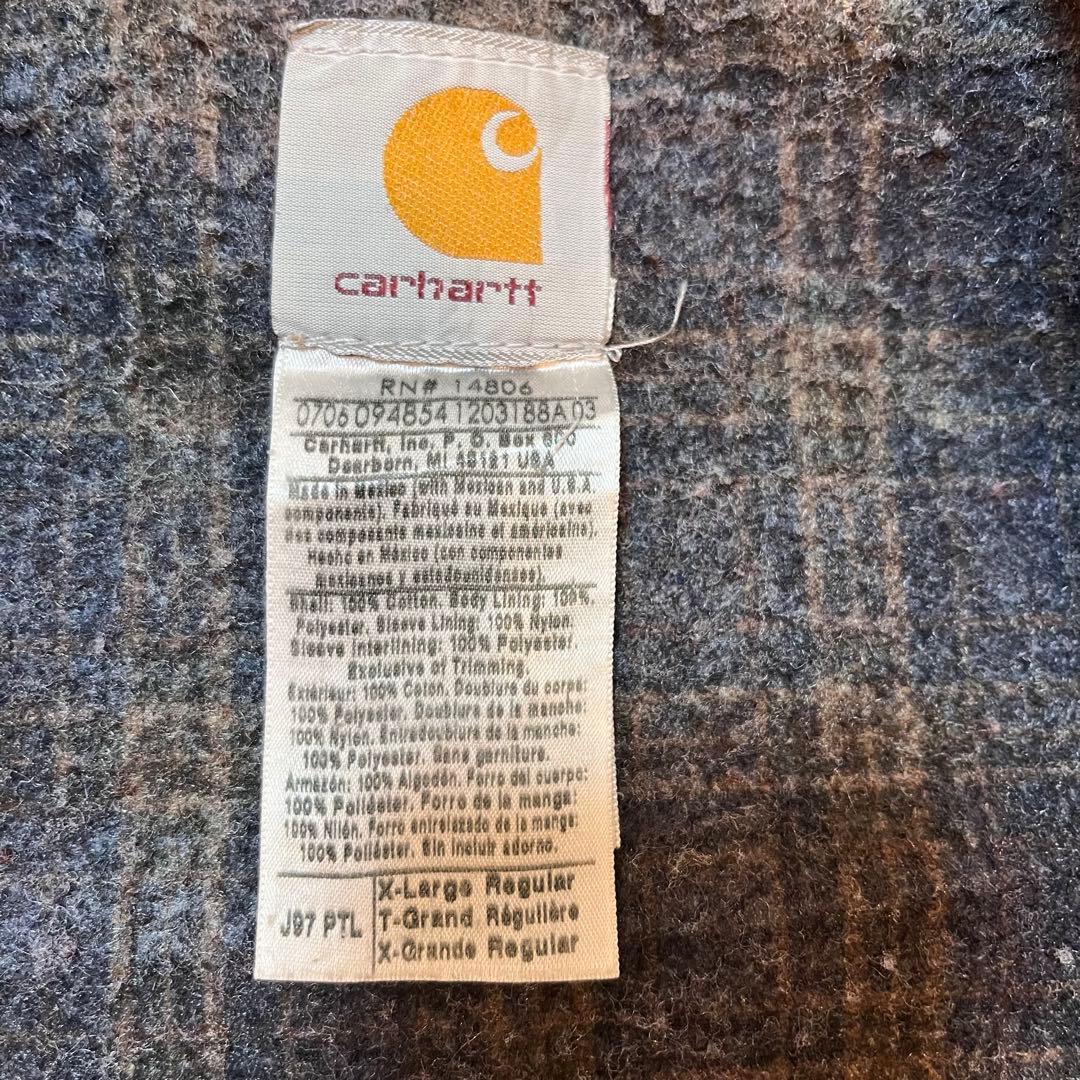 carhartt
RN# 14806
0706 094854 1203188A 03
Carhartt, Inc. P. O. Box 600
Dearborn, MI 48121 USA
Made in Mexico (with Mexican and U.S.A
components). Fabriqué au Mexique (avec
des composants mexicains et américains).
Hecho en México (con componentes
mexicanos y estadounidenses).
Shell: 100% Cotton. Body Lining: 100%
Polyester. Sleeve Lining: 100% Nylon.
Sleeve Interlining: 100% Polyester.
Exclusive of Trimming
Extérieur: 100% Coton. Doublure du corps:
100% Polyester. Doublure de la manche:
100% Nylon. Entredoublure de la manche:
100% Polyester. Sans garniture.
Armazón: 100% Algodón. Forro del cuerpo:
100% Poliéster. Forro de la manga:
100% Nilón. Forro entrelazado de la manga:
100% Poliéster. Sin incluir adorno.
J97 PTL
X-Large Regular
T-Grand Régulière
X-Grande Regular